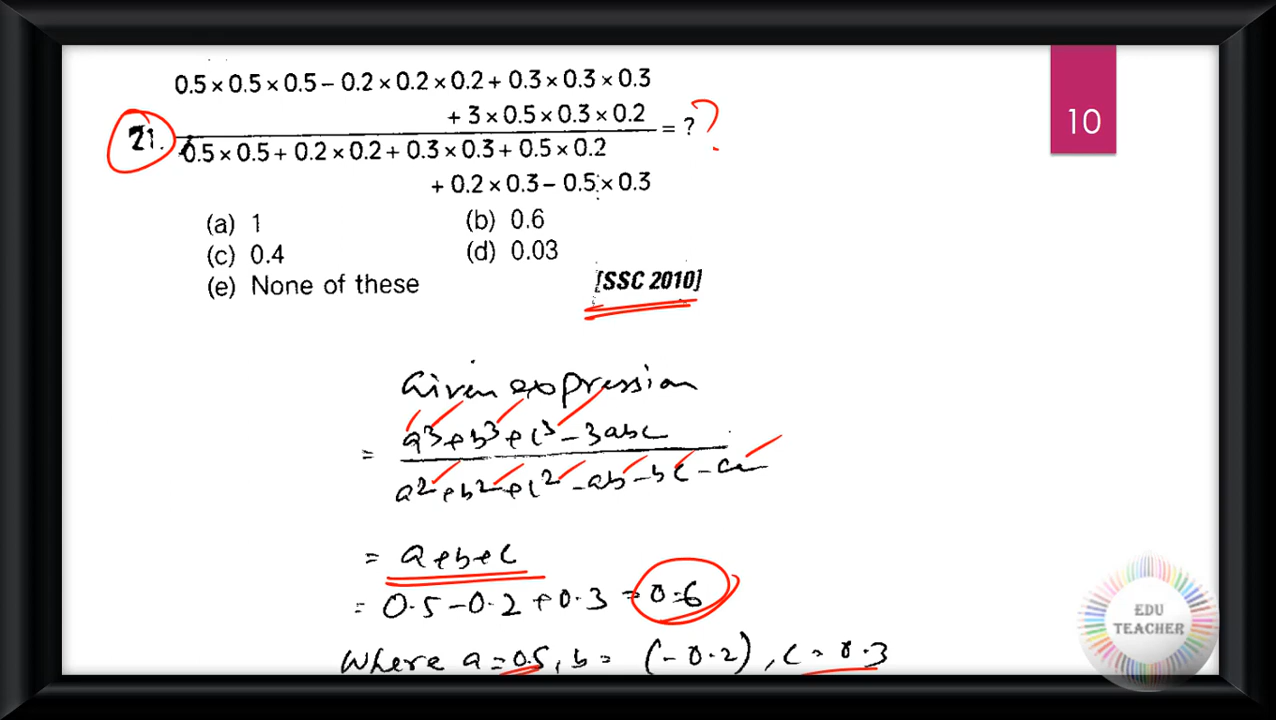 0.5 × 0.5 × 0.5 – 0.2 × 0.2 × 0.2 + 0.3 × 0.3 × 0.3
+ 3 × 0.5 × 0.3 × 0.2
21. = ? ?
0.5 × 0.5 + 0.2 × 0.2 + 0.3 × 0.3 + 0.5 × 0.2
+ 0.2 × 0.3 – 0.5 × 0.3
(a) 1 (b) 0.6
(c) 0.4 (d) 0.03
(e) None of these [SSC 2010]
10
Given expression
= a³+b³+c³-3abc
a²+b²+c²-ab-bc-ca
= a+b+c
= 0.5-0.2+0.3 = 0.6
Where a=0.5, b= (-0.2), c= 0.3
EDU
TEACHER